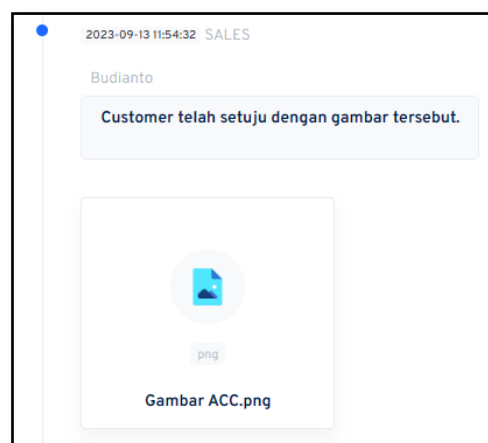 2023-09-13 11:54:32 SALES
Budianto
Customer telah setuju dengan gambar tersebut.
png
Gambar ACC.png